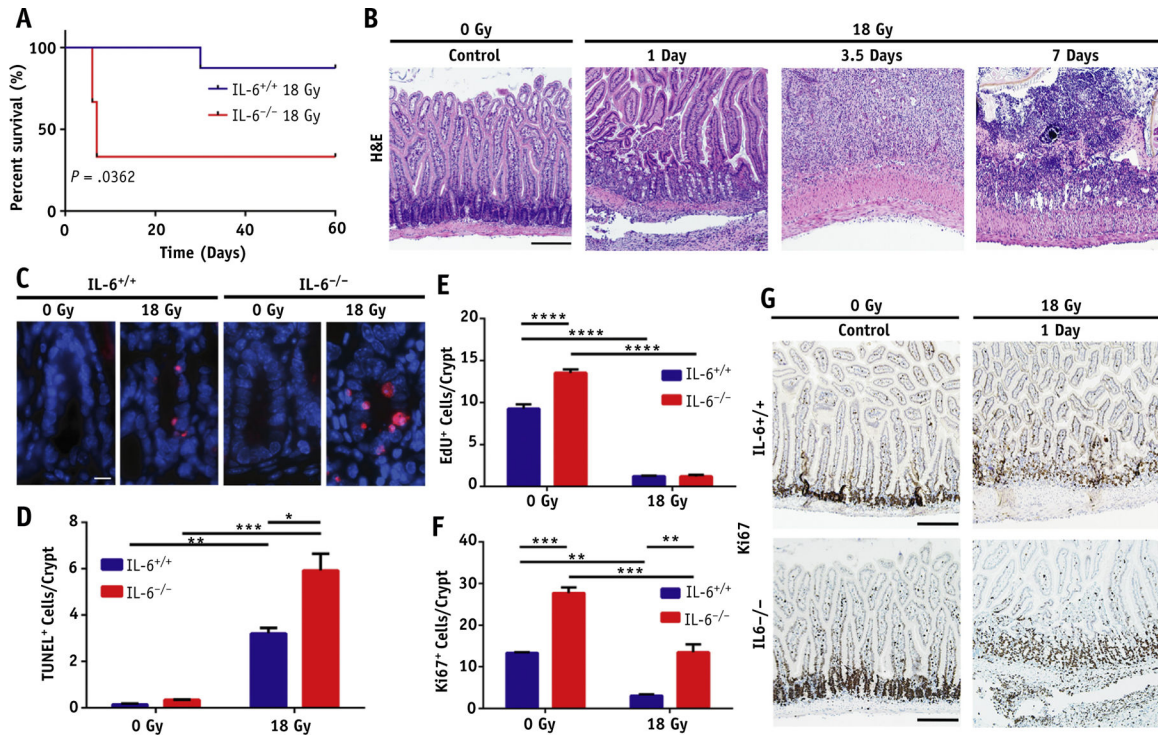 A
Percent survival (%)
100
50
0
0
20
40
60
Time (Days)
IL-6+/+ 18 Gy
IL-6−/− 18 Gy
P = .0362
B
0 Gy
18 Gy
Control
1 Day
3.5 Days
7 Days
H&E
C
IL-6+/+
IL-6−/−
0 Gy
18 Gy
0 Gy
18 Gy
D
TUNEL+ Cells/Crypt
8
6
4
2
0
0 Gy
18 Gy
IL-6+/+
IL-6−/−
*
***
**
E
EdU+ Cells/Crypt
20
15
10
5
0
0 Gy
18 Gy
IL-6+/+
IL-6−/−
****
****
****
F
Ki67+ Cells/Crypt
40
30
20
10
0
0 Gy
18 Gy
IL-6+/+
IL-6−/−
***
**
**
***
G
0 Gy
18 Gy
Control
1 Day
IL-6+/+
Ki67
IL6−/−